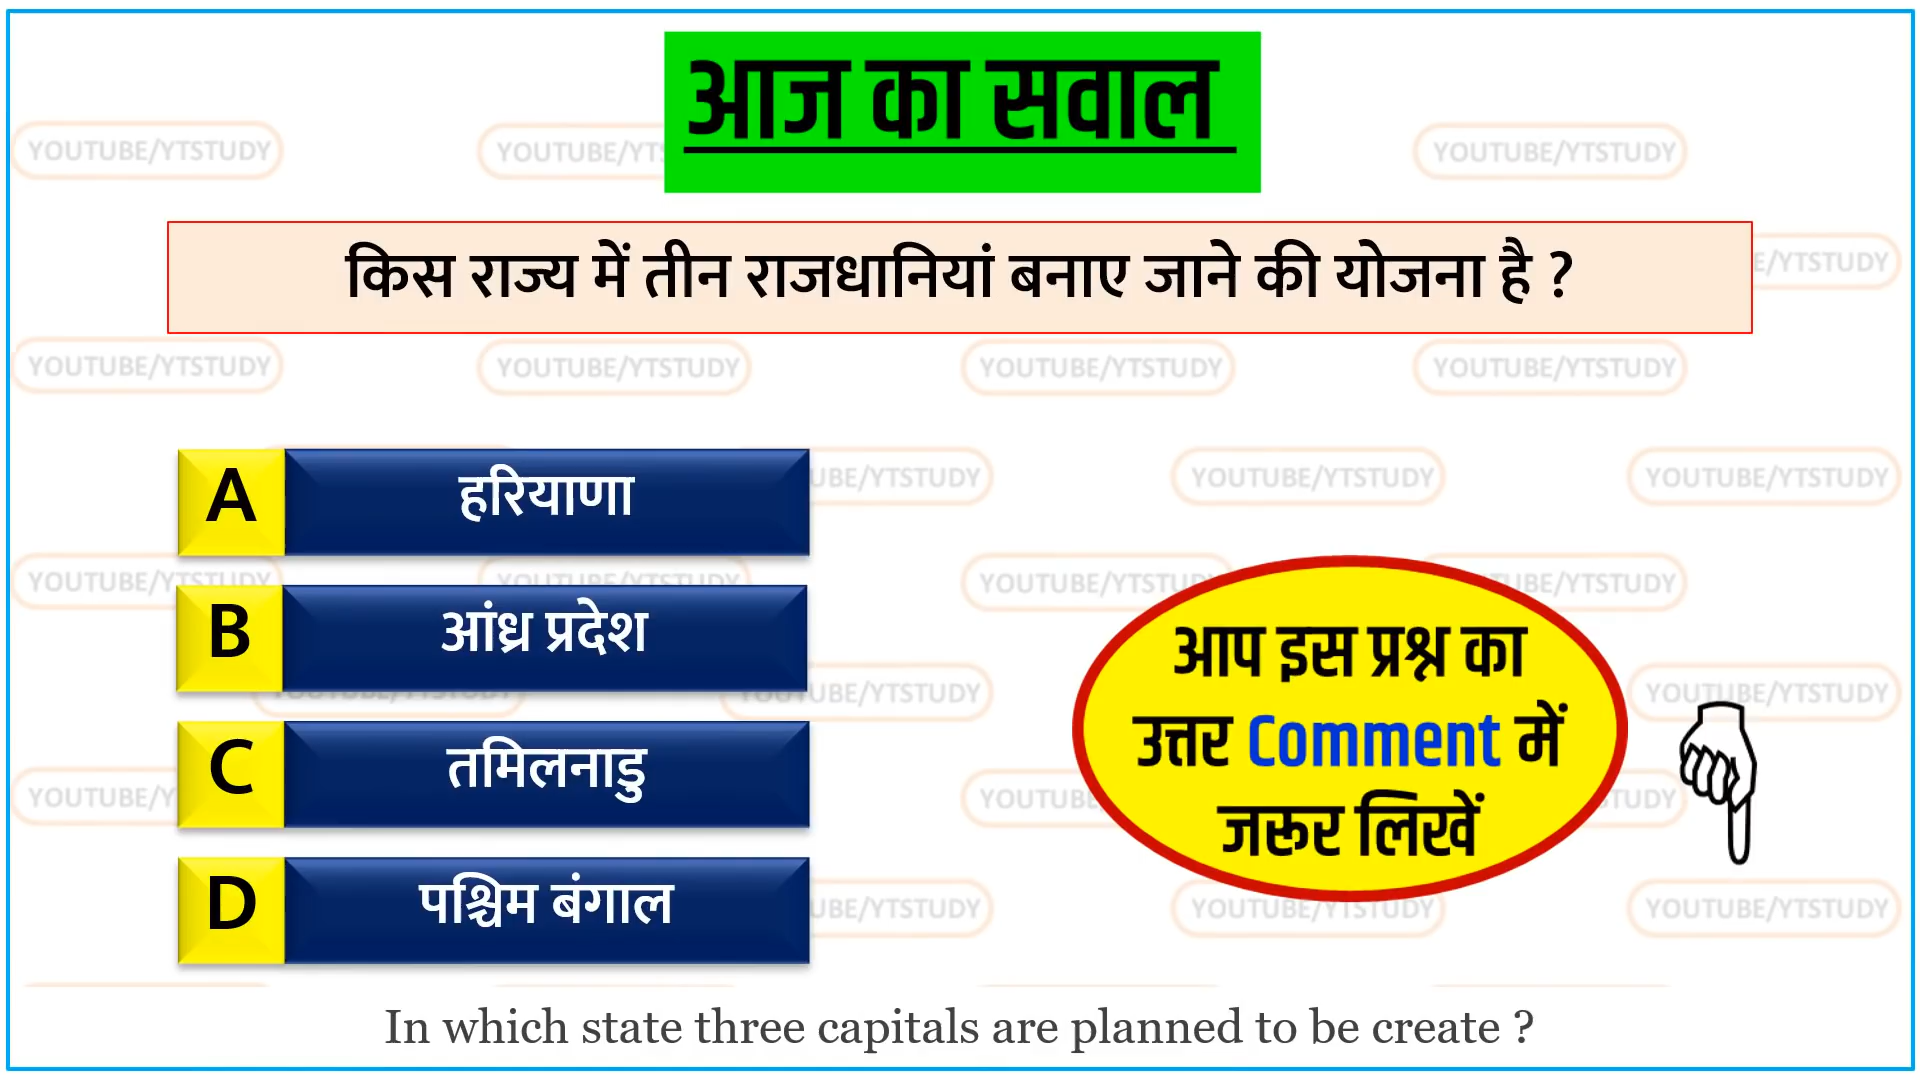 आज का सवाल
किस राज्य में तीन राजधानियां बनाए जाने की योजना है ?
A हरियाणा
B आंध्र प्रदेश
C तमिलनाडु
D पश्चिम बंगाल
आप इस प्रश्न का
उत्तर Comment में
जरूर लिखें
In which state three capitals are planned to be create ?
YOUTUBE/YTSTUDY